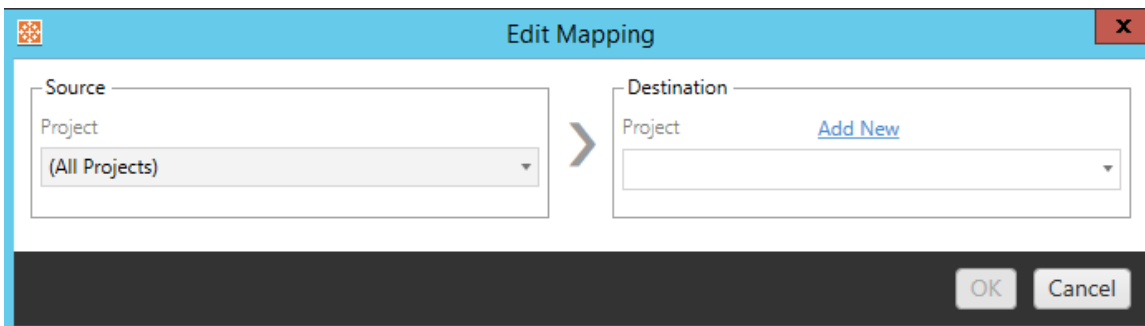 Edit Mapping
x
Source
Project
(All Projects)
Destination
Project Add New
OK Cancel